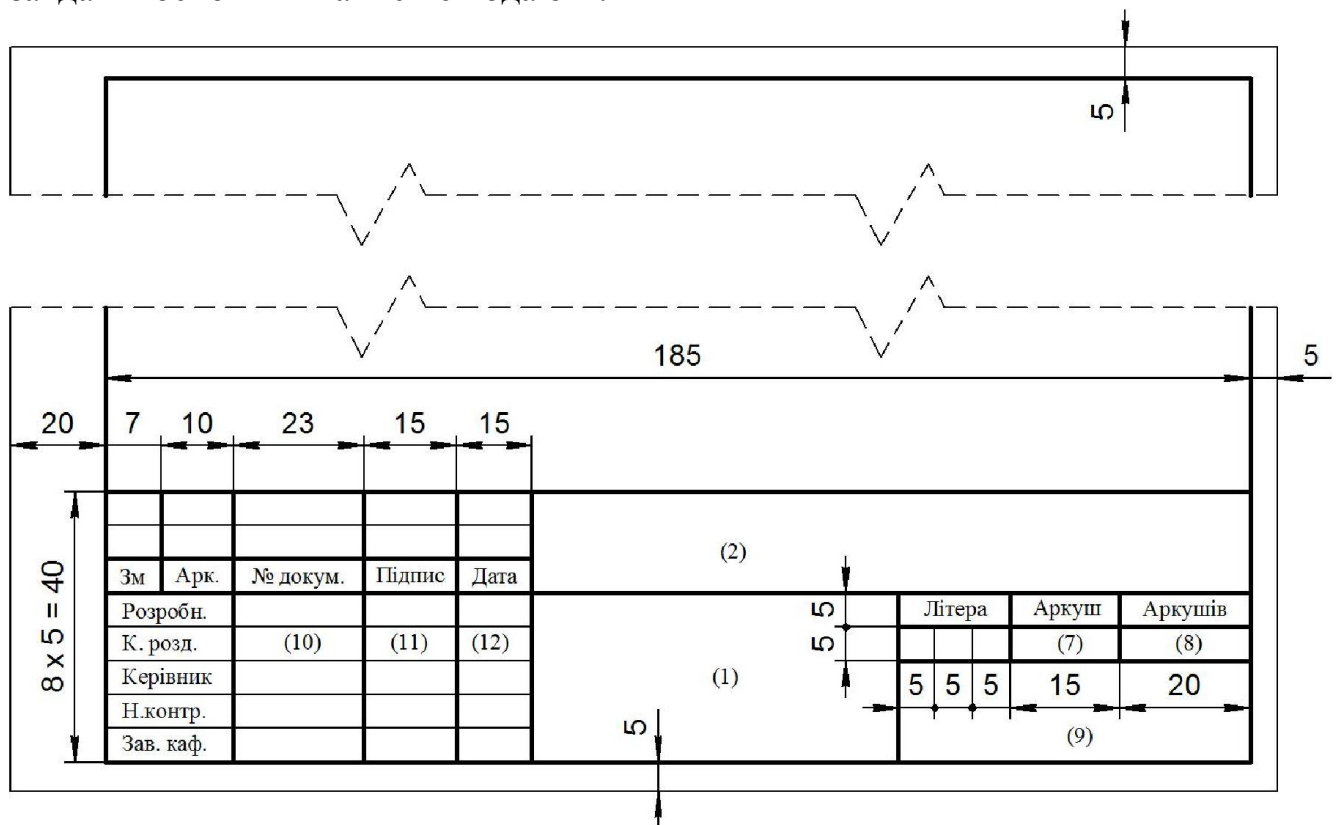 5
185
5
20 7 10 23 15 15
8 x 5 = 40
(2)
Зм Арк. № докум. Підпис Дата
Розробн. 5 Літера Аркуш Аркушів
К. розд. (10) (11) (12) 5 (7) (8)
Керівник (1) 5 5 5 15 20
Н.контр.
Зав. каф. 5 (9)